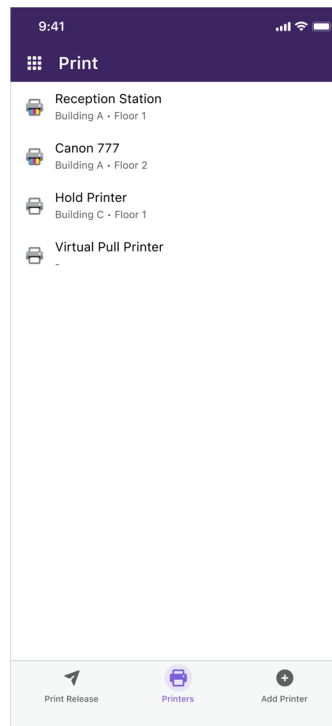 9:41
Print
Reception Station
Building A • Floor 1
Canon 777
Building A • Floor 2
Hold Printer
Building C • Floor 1
Virtual Pull Printer
-
Print Release
Printers
Add Printer